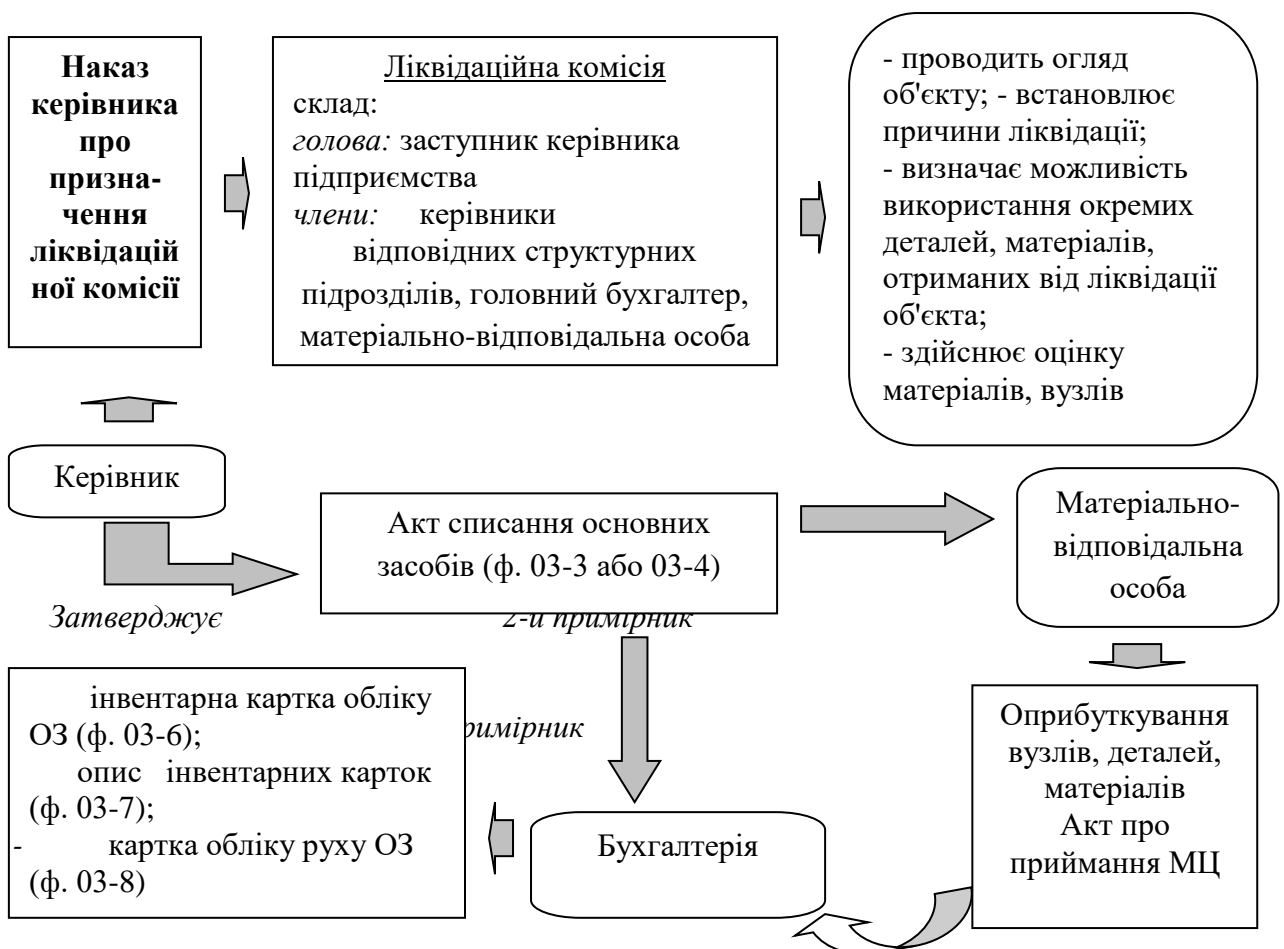 Наказ
керівника
про
призна-
чення
ліквідацій
ної комісії
Ліквідаційна комісія
склад:
голова: заступник керівника
підприємства
члени: керівники
відповідних структурних
підрозділів, головний бухгалтер,
матеріально-відповідальна особа
- проводить огляд
об'єкту; - встановлює
причини ліквідації;
- визначає можливість
використання окремих
деталей, матеріалів,
отриманих від ліквідації
об'єкта;
- здійснює оцінку
матеріалів, вузлів
Керівник
Акт списання основних
засобів (ф. 03-3 або 03-4)
Матеріально-
відповідальна
особа
Затверджує
2-й примірник
інвентарна картка обліку
ОЗ (ф. 03-6);
опис інвентарних карток
(ф. 03-7);
- картка обліку руху ОЗ
(ф. 03-8)
римірник
Бухгалтерія
Оприбуткування
вузлів, деталей,
матеріалів
Акт про
приймання МЦ